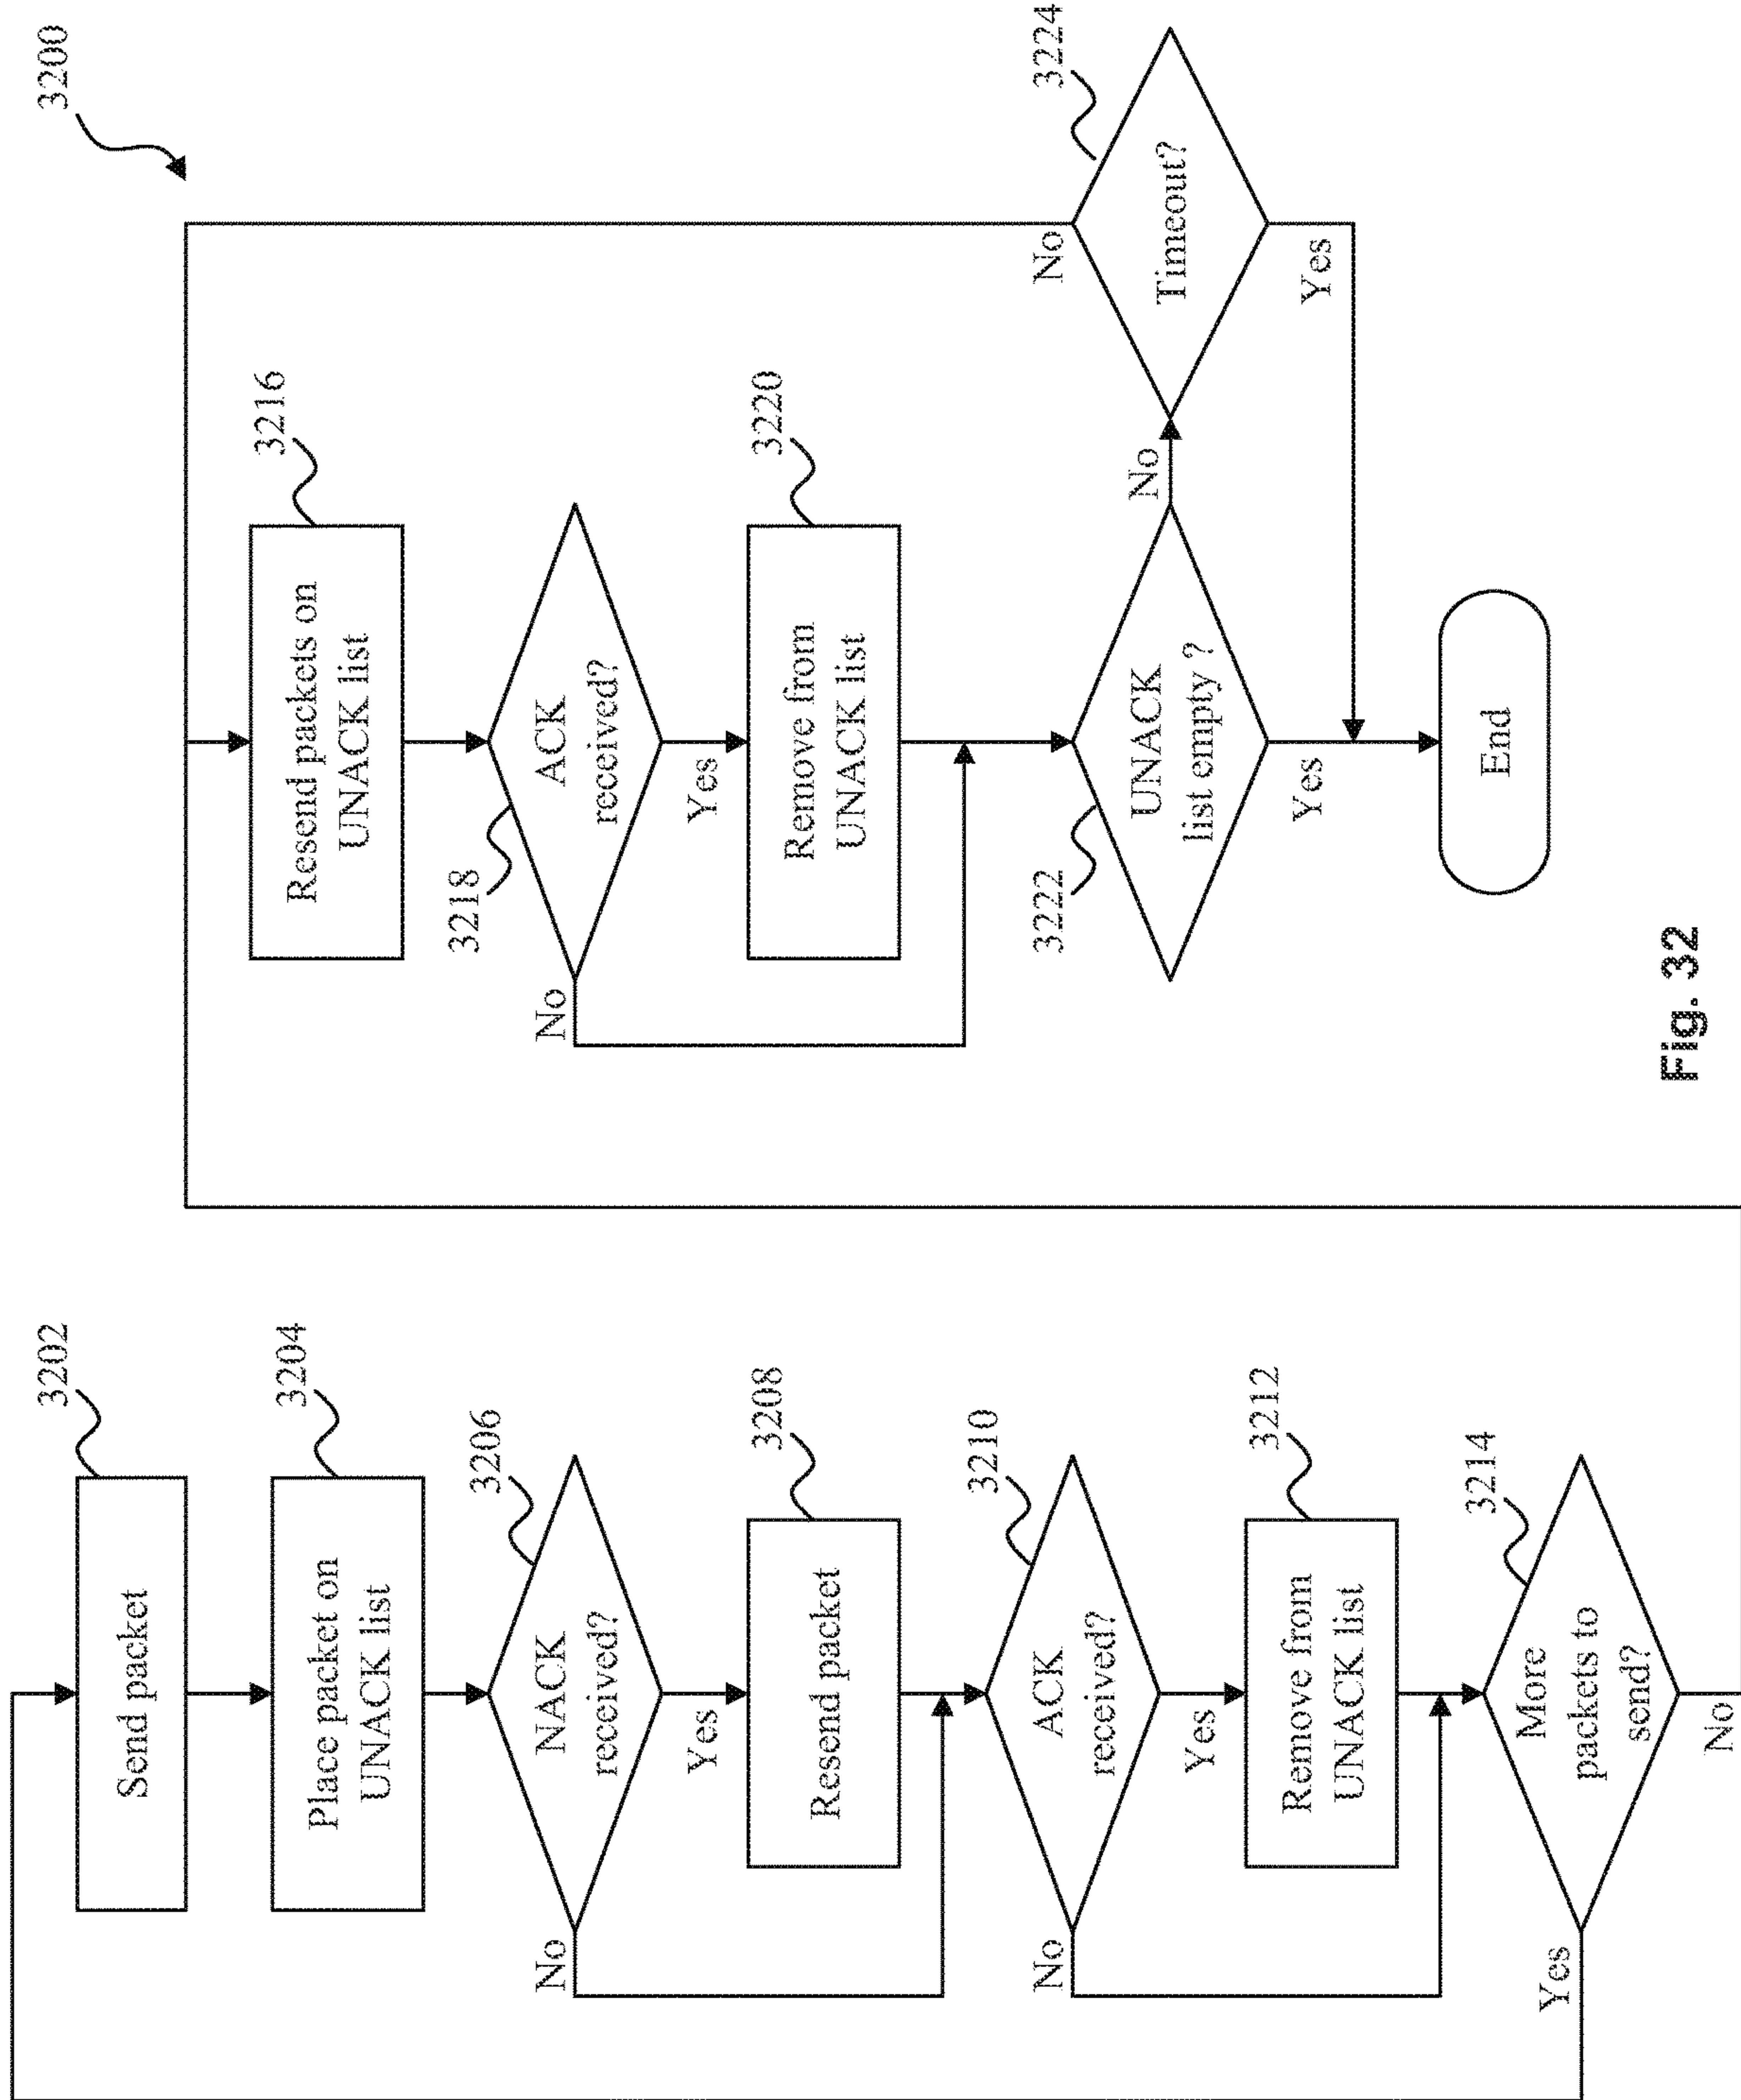 3200
Send packet
3202
Place packet on
UNACK list
3204
NACK
received?
3206
No
Yes
Resend packet
3208
ACK
received?
3210
No
Yes
Remove from
UNACK list
3212
More
packets to
send?
3214
Yes
No
Resend packets on
UNACK list
3216
ACK
received?
3218
No
Yes
Remove from
UNACK list
3220
UNACK
list empty ?
3222
No
Yes
Timeout?
3224
No
Yes
End
Fig. 32